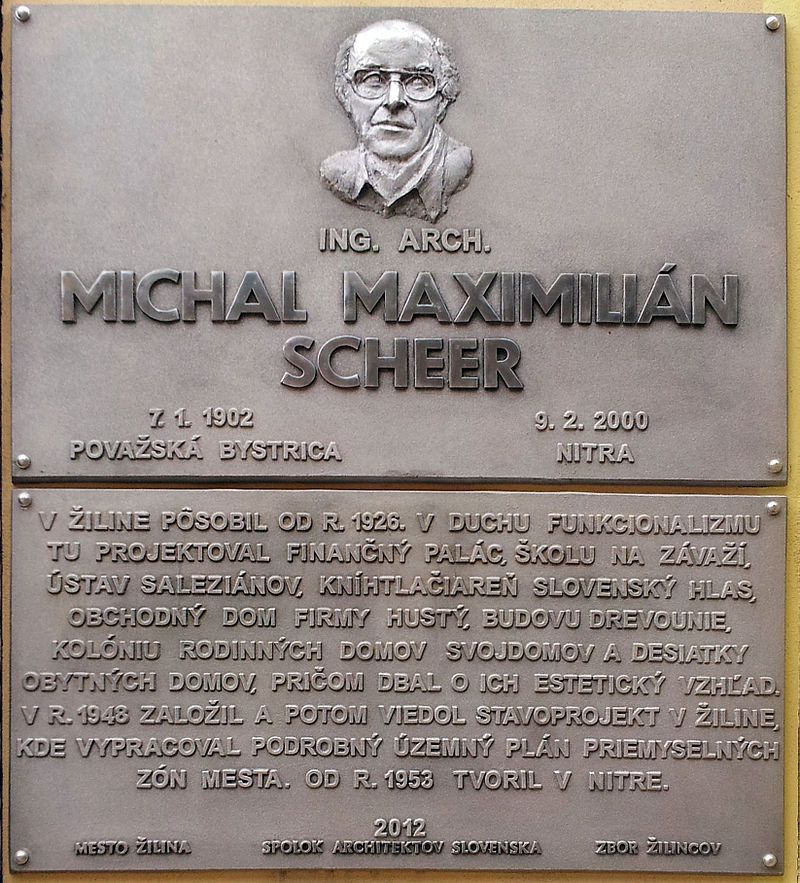 ING. ARCH.
MICHAL MAXIMILIÁN
SCHEER
7. 1. 1902 9. 2. 2000
POVAŽSKÁ BYSTRICA NITRA
V ŽILINE PÔSOBIL OD R. 1926. V DUCHU FUNKCIONALIZMU
TU PROJEKTOVAL FINANČNÝ PALÁC, ŠKOLU NA ZÁVAŽÍ,
ÚSTAV SALEZIÁNOV, KNÍHTLAČIAREŇ SLOVENSKÝ HLAS,
OBCHODNÝ DOM FIRMY HUSTÝ, BUDOVU DREVOUNIE,
KOLÓNIU RODINNÝCH DOMOV SVOJDOMOV A DESIATKY
OBYTNÝCH DOMOV, PRIČOM DBAL O ICH ESTETICKÝ VZHĽAD.
V R. 1948 ZALOŽIL A POTOM VIEDOL STAVOPROJEKT V ŽILINE,
KDE VYPRACOVAL PODROBNÝ ÚZEMNÝ PLÁN PRIEMYSELNÝCH
ZÓN MESTA. OD R. 1953 TVORIL V NITRE.
2012
MESTO ŽILINA SPOLOK ARCHITEKTOV SLOVENSKA ZBOR ŽILINCOV